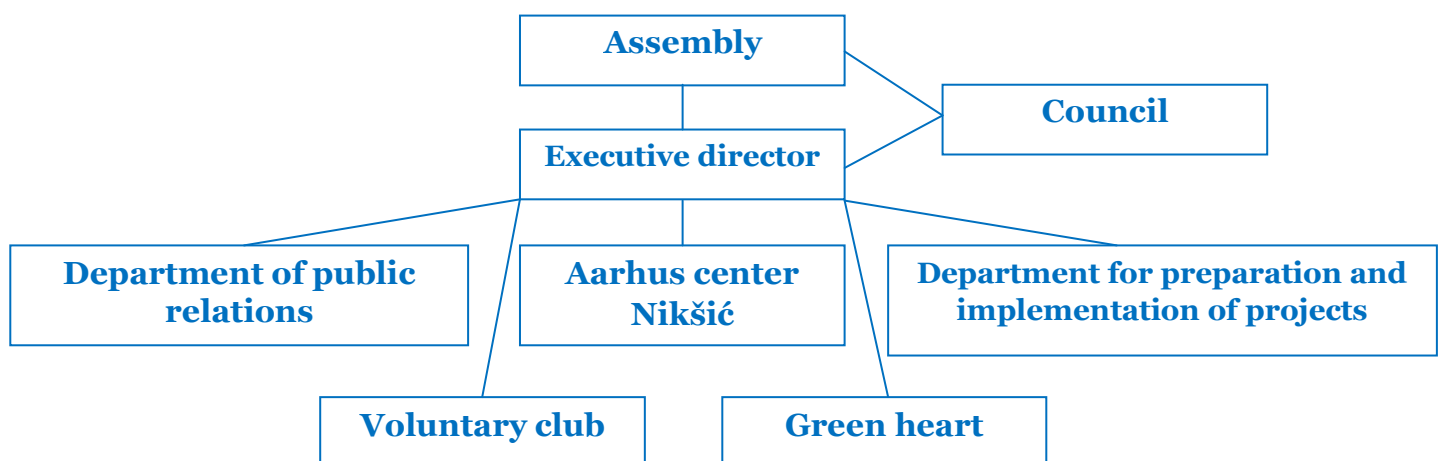 Assembly
Council
Executive director
Department of public
relations
Aarhus center
Nikšić
Department for preparation and
implementation of projects
Voluntary club
Green heart